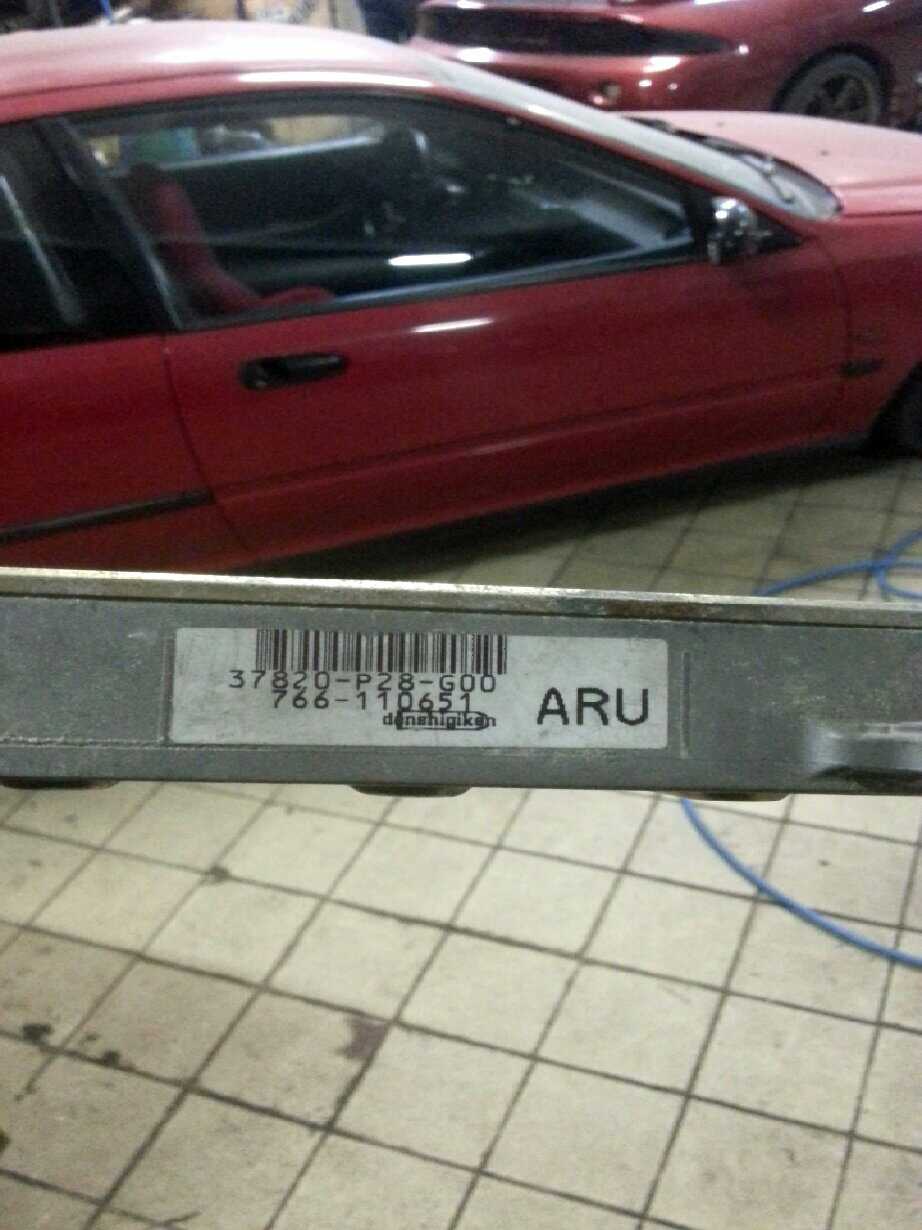 37820-P28-G00
766-110651
denshigiken
ARU